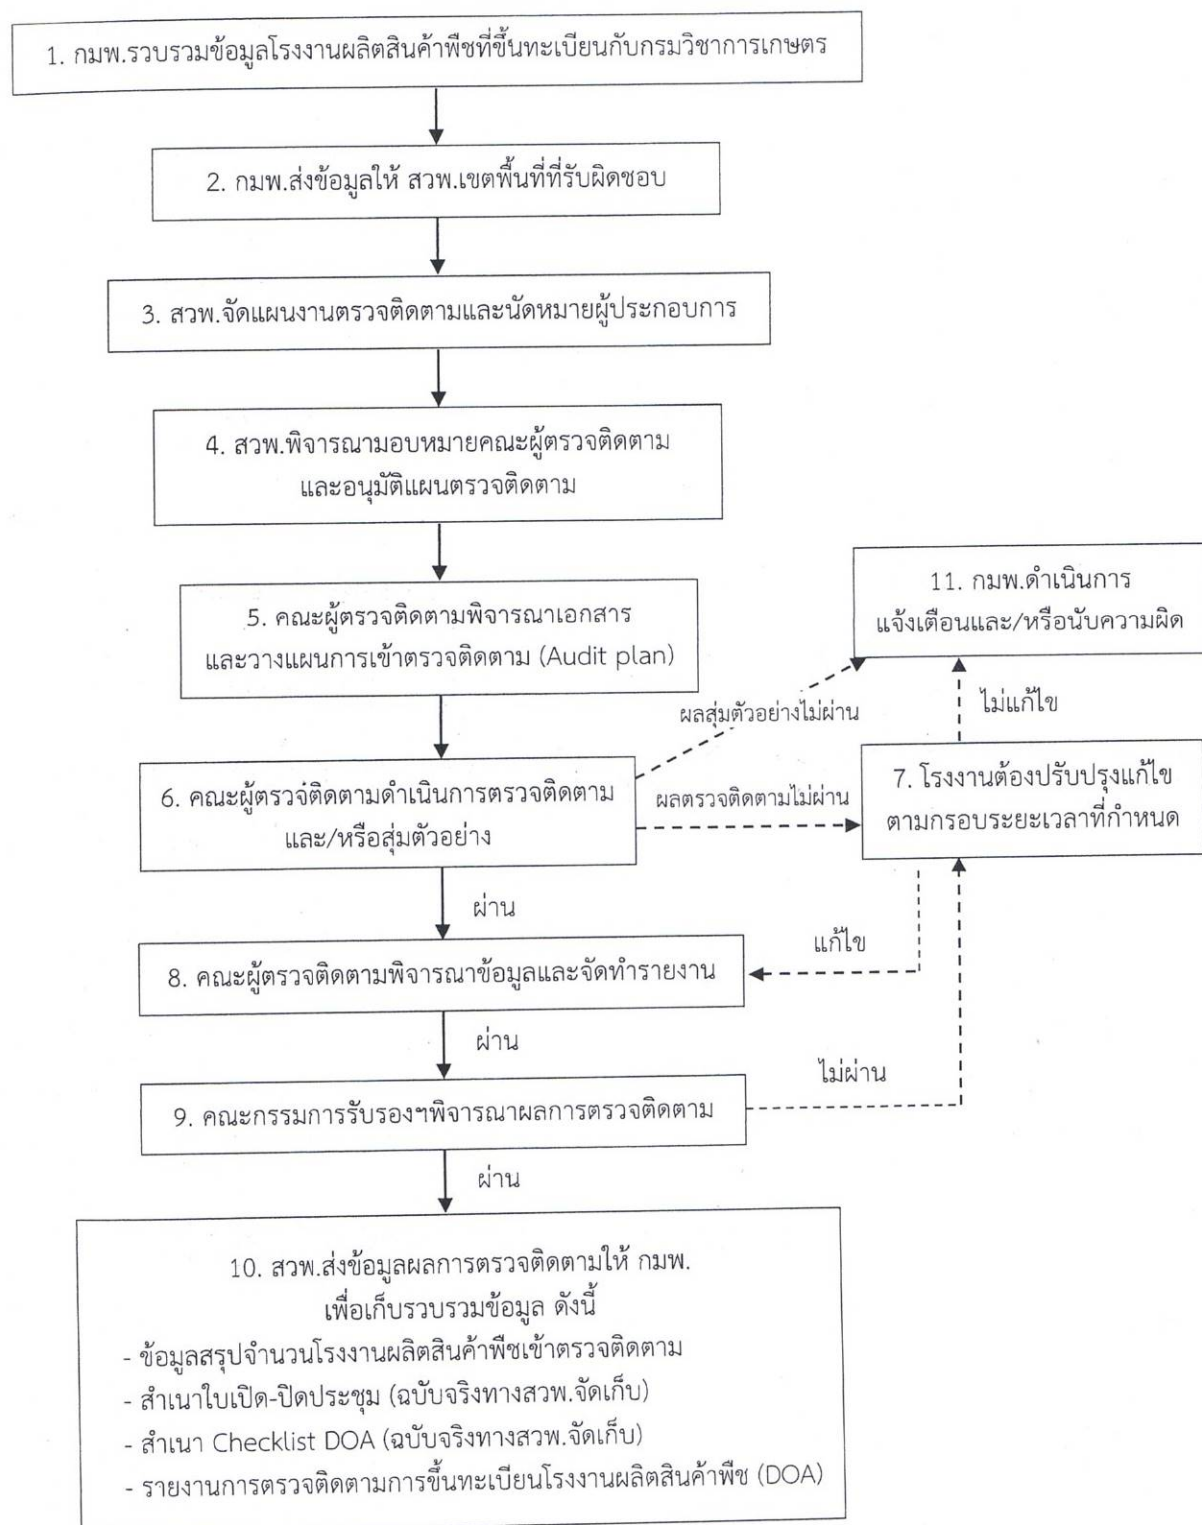 1. กมพ.รวบรวมข้อมูลโรงงานผลิตสินค้าพืชที่ขึ้นทะเบียนกับกรมวิชาการเกษตร
2. กมพ.ส่งข้อมูลให้ สวพ.เขตพื้นที่ที่รับผิดชอบ
3. สวพ.จัดแผนงานตรวจติดตามและนัดหมายผู้ประกอบการ
4. สวพ.พิจารณามอบหมายคณะผู้ตรวจติดตาม
และอนุมัติแผนตรวจติดตาม
5. คณะผู้ตรวจติดตามพิจารณาเอกสาร
และวางแผนการเข้าตรวจติดตาม (Audit plan)
11. กมพ.ดำเนินการ
แจ้งเตือนและ/หรือนับความผิด
ผลสุ่มตัวอย่างไม่ผ่าน
ไม่แก้ไข
6. คณะผู้ตรวจติดตามดำเนินการตรวจติดตาม
และ/หรือสุ่มตัวอย่าง
ผลตรวจติดตามไม่ผ่าน
7. โรงงานต้องปรับปรุงแก้ไข
ตามกรอบระยะเวลาที่กำหนด
ผ่าน
แก้ไข
8. คณะผู้ตรวจติดตามพิจารณาข้อมูลและจัดทำรายงาน
ผ่าน
ไม่ผ่าน
9. คณะกรรมการรับรองฯพิจารณาผลการตรวจติดตาม
ผ่าน
10. สวพ.ส่งข้อมูลผลการตรวจติดตามให้ กมพ.
เพื่อเก็บรวบรวมข้อมูล ดังนี้
- ข้อมูลสรุปจำนวนโรงงานผลิตสินค้าพืชเข้าตรวจติดตาม
- สำเนาใบเปิด-ปิดประชุม (ฉบับจริงทางสวพ.จัดเก็บ)
- สำเนา Checklist DOA (ฉบับจริงทางสวพ.จัดเก็บ)
- รายงานการตรวจติดตามการขึ้นทะเบียนโรงงานผลิตสินค้าพืช (DOA)